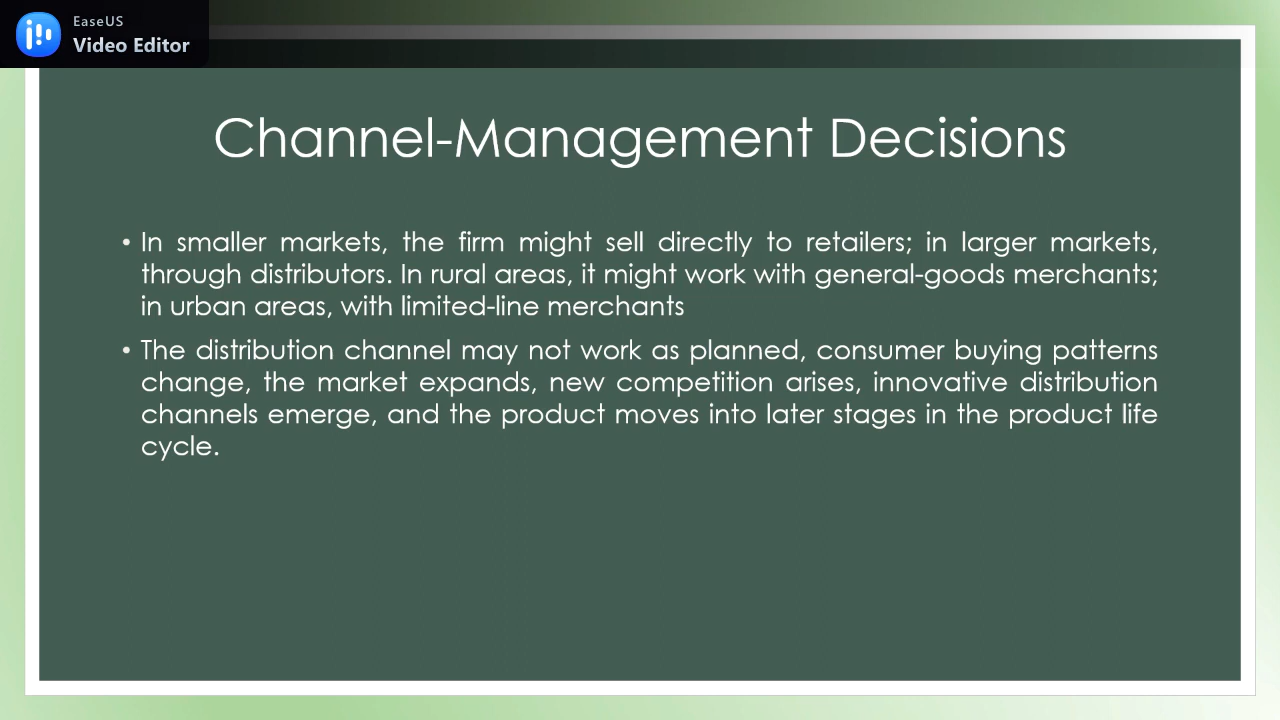 EaseUS
Video Editor
Channel-Management Decisions
• In smaller markets, the firm might sell directly to retailers; in larger markets,
through distributors. In rural areas, it might work with general-goods merchants;
in urban areas, with limited-line merchants
• The distribution channel may not work as planned, consumer buying patterns
change, the market expands, new competition arises, innovative distribution
channels emerge, and the product moves into later stages in the product life
cycle.